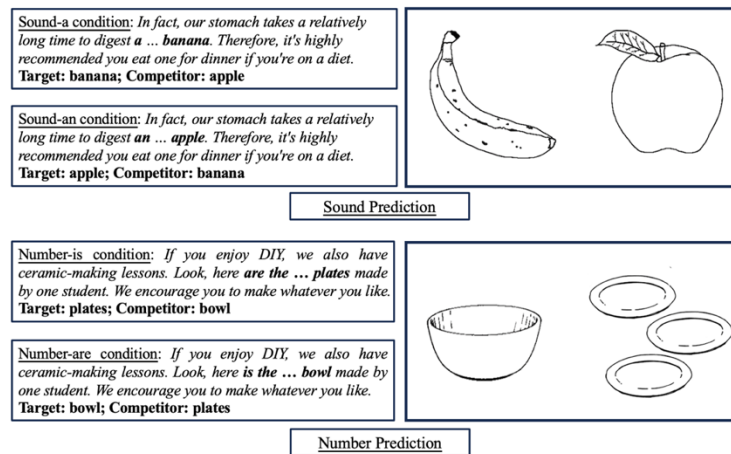 Sound-a condition: In fact, our stomach takes a relatively
long time to digest a ... banana. Therefore, it's highly
recommended you eat one for dinner if you're on a diet.
Target: banana; Competitor: apple
Sound-an condition: In fact, our stomach takes a relatively
long time to digest an ... apple. Therefore, it's highly
recommended you eat one for dinner if you're on a diet.
Target: apple; Competitor: banana
Sound Prediction
Number-is condition: If you enjoy DIY, we also have
ceramic-making lessons. Look, here are the ... plates made
by one student. We encourage you to make whatever you like.
Target: plates; Competitor: bowl
Number-are condition: If you enjoy DIY, we also have
ceramic-making lessons. Look, here is the ... bowl made by
one student. We encourage you to make whatever you like.
Target: bowl; Competitor: plates
Number Prediction